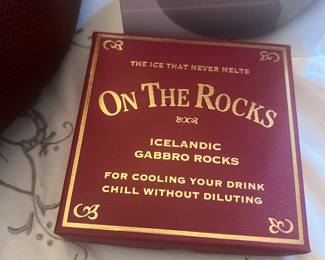 THE ICE THAT NEVER MELTS
ON THE ROCKS
ICELANDIC
GABBRO ROCKS
FOR COOLING YOUR DRINK
CHILL WITHOUT DILUTING